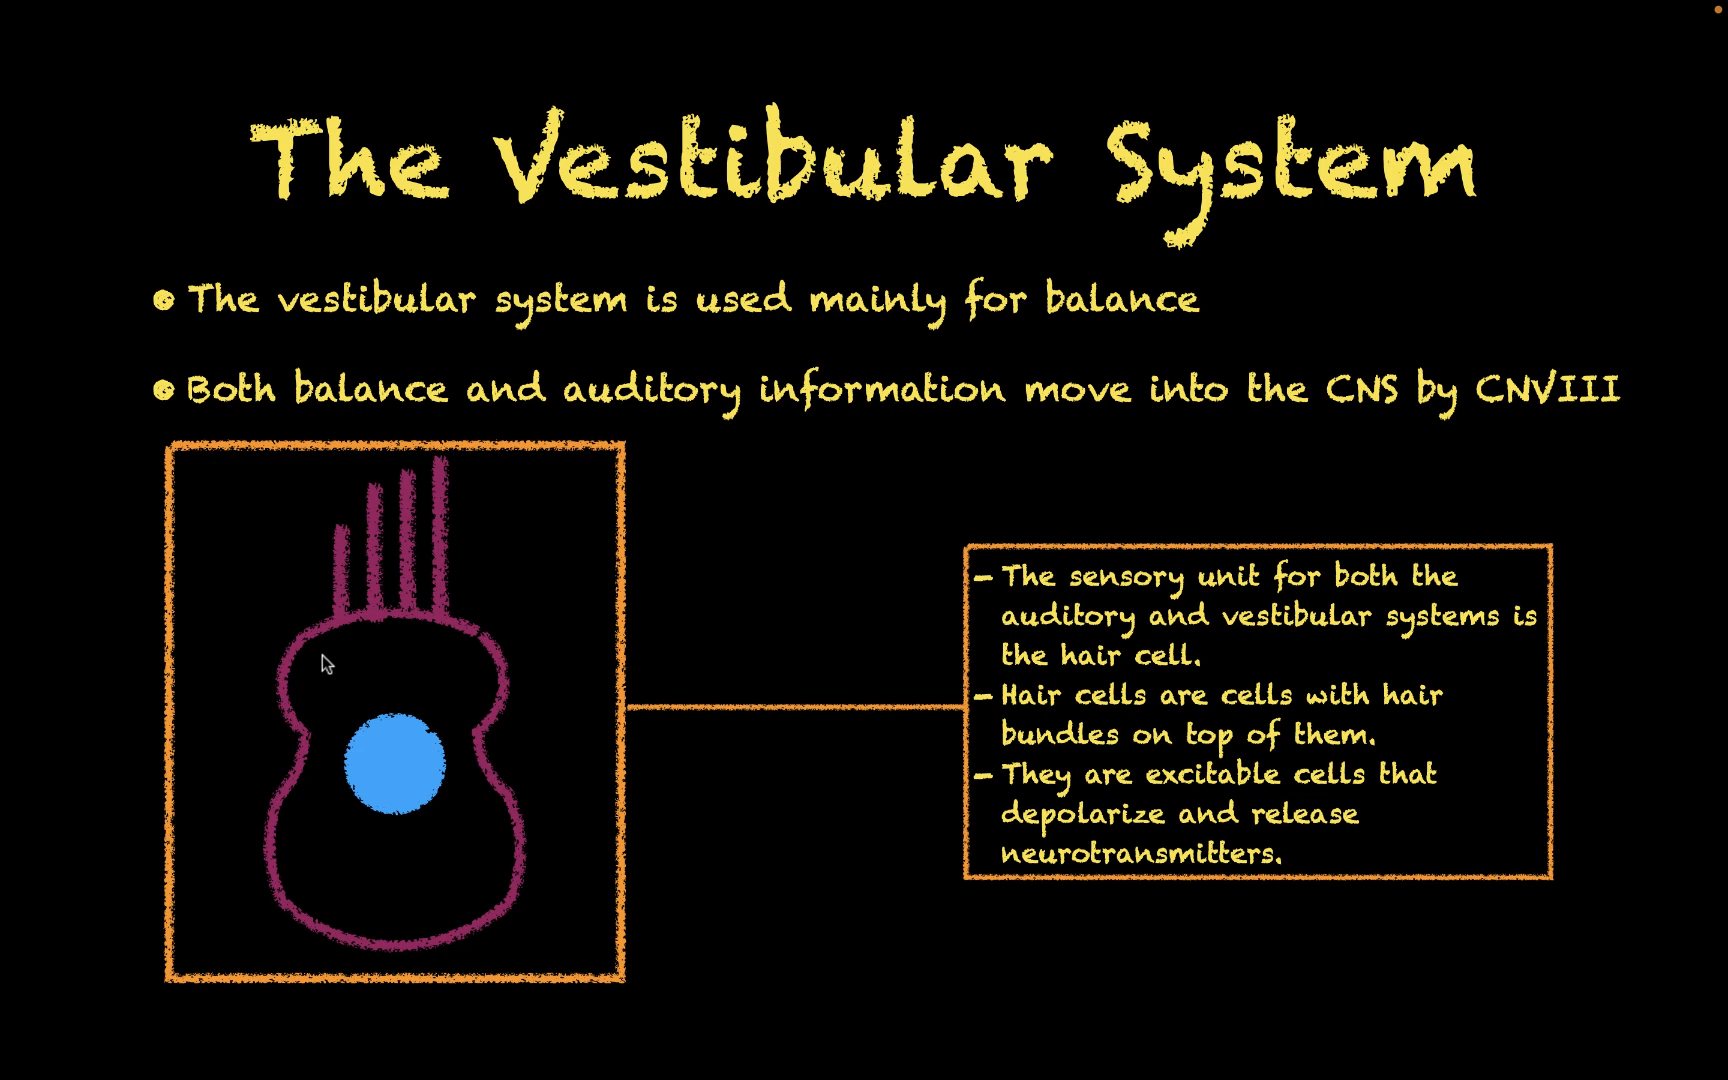 The Vestibular System
• The vestibular system is used mainly for balance
• Both balance and auditory information move into the CNS by CNVIII
- The sensory unit for both the
auditory and vestibular systems is
the hair cell.
- Hair cells are cells with hair
bundles on top of them.
- They are excitable cells that
depolarize and release
neurotransmitters.